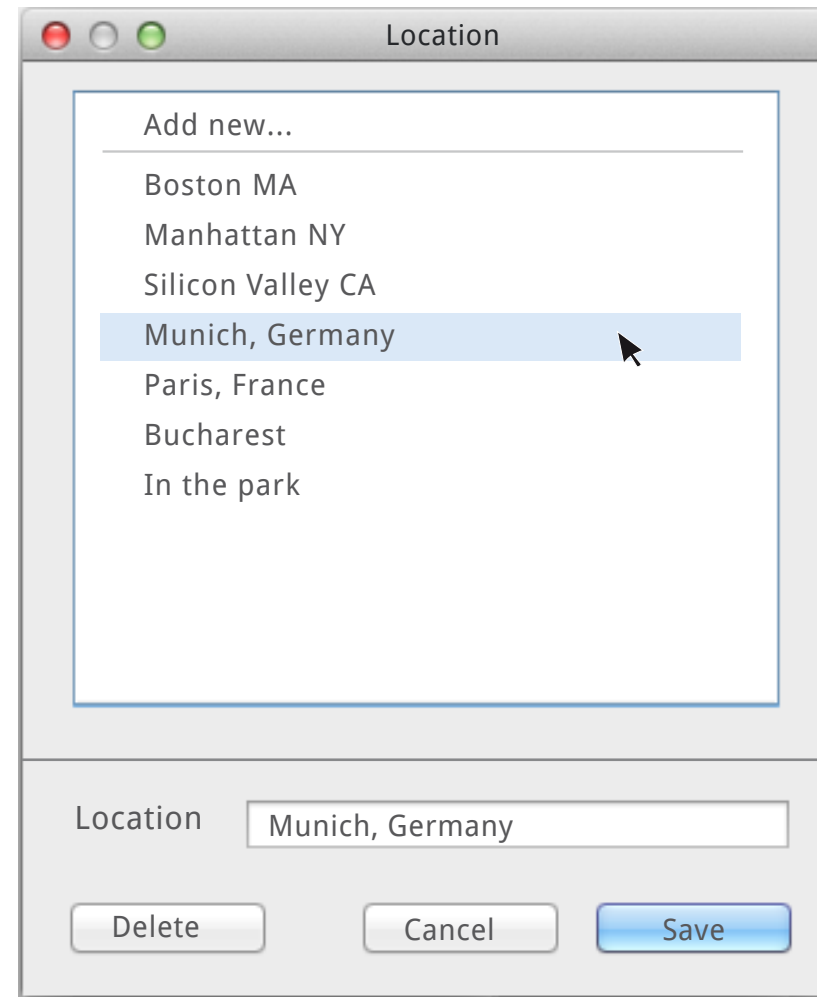 Location
Add new...
Boston MA
Manhattan NY
Silicon Valley CA
Munich, Germany
Paris, France
Bucharest
In the park
Location Munich, Germany
Delete Cancel Save